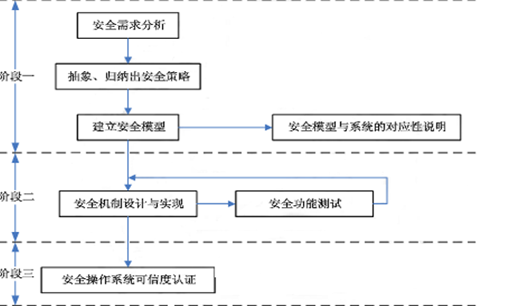 安全需求分析
抽象、归纳出安全策略
阶段一
建立安全模型
安全模型与系统的对应性说明
阶段二
安全机制设计与实现
安全功能测试
阶段三
安全操作系统可信度认证